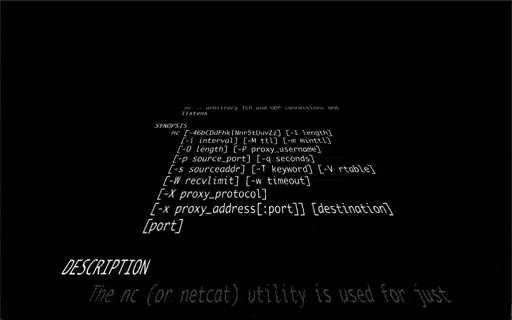 nc -- arbitrary TCP and UDP connections and
listens
SYNOPSIS
nc [-46bCDdFhklNnrStUuvZz] [-I length]
[-i interval] [-M ttl] [-m minttl]
[-O length] [-P proxy_username]
[-p source_port] [-q seconds]
[-s sourceaddr] [-T keyword] [-V rtable]
[-W recvlimit] [-w timeout]
[-X proxy_protocol]
[-x proxy_address[:port]] [destination]
[port]
DESCRIPTION
The nc (or netcat) utility is used for just